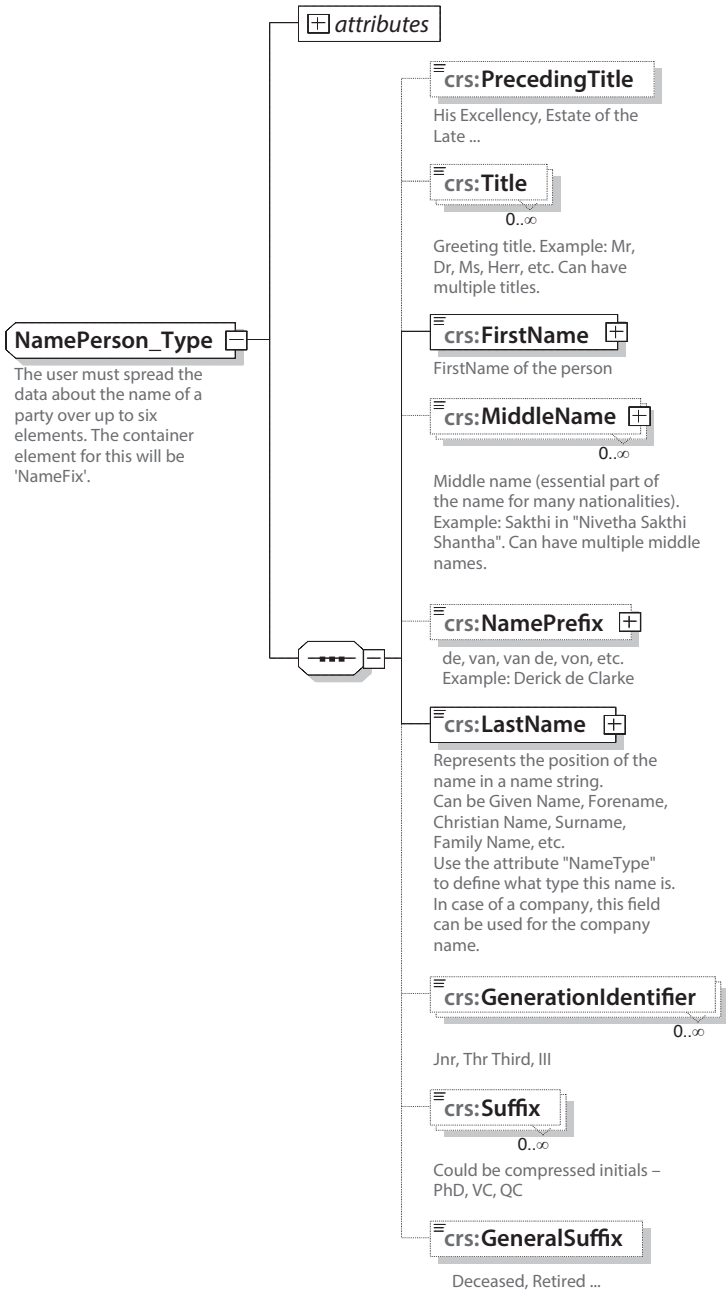 attributes
crs:PrecedingTitle
His Excellency, Estate of the
Late ...
crs:Title
0..∞
Greeting title. Example: Mr,
Dr, Ms, Herr, etc. Can have
multiple titles.
NamePerson_Type
The user must spread the
data about the name of a
party over up to six
elements. The container
element for this will be
'NameFix'.
crs:FirstName
FirstName of the person
crs:MiddleName
0..∞
Middle name (essential part of
the name for many nationalities).
Example: Sakthi in "Nivetha Sakthi
Shantha". Can have multiple middle
names.
crs:NamePrefix
de, van, van de, von, etc.
Example: Derick de Clarke
crs:LastName
Represents the position of the
name in a name string.
Can be Given Name, Forename,
Christian Name, Surname,
Family Name, etc.
Use the attribute "NameType"
to define what type this name is.
In case of a company, this field
can be used for the company
name.
crs:GenerationIdentifier
0..∞
Jnr, Thr Third, III
crs:Suffix
0..∞
Could be compressed initials –
PhD, VC, QC
crs:GeneralSuffix
Deceased, Retired ...